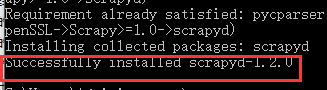 Requirement already satisfied: pycparser
penSSL->Scrapy>=1.0->scrapyd)
Installing collected packages: scrapyd
Successfully installed scrapyd-1.2.0